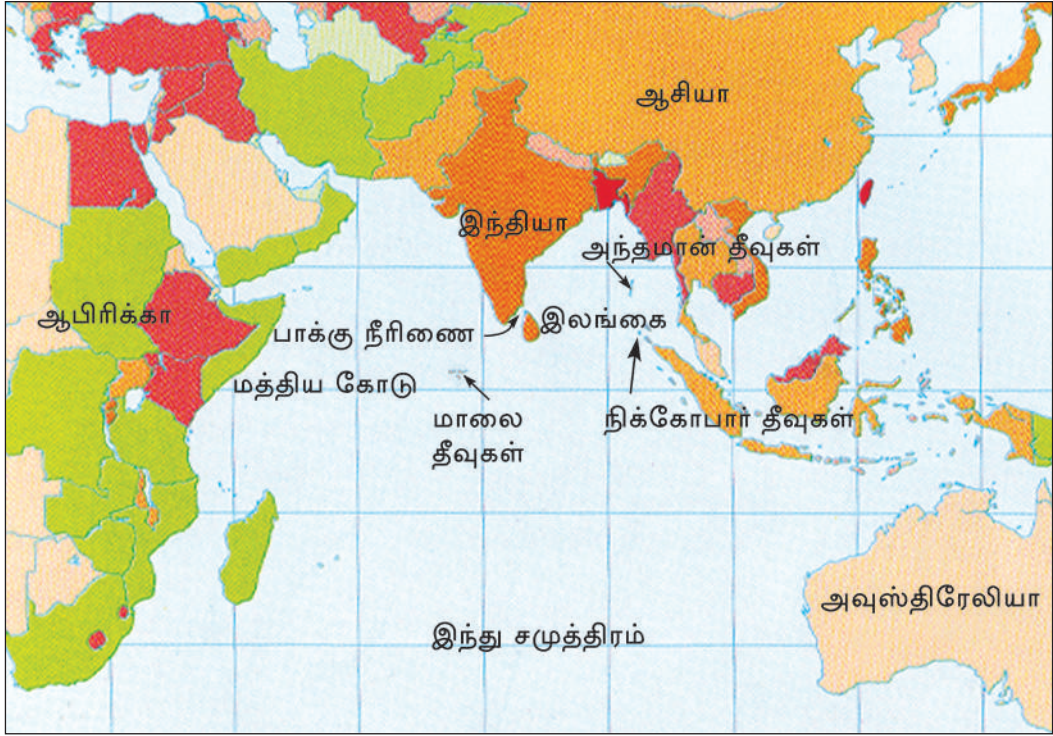 ஆசியா
இந்தியா
அந்தமான் தீவுகள்
ஆபிரிக்கா
பாக்கு நீரிணை
இலங்கை
மத்திய கோடு
மாலை
தீவுகள்
நிக்கோபார் தீவுகள்
அவுஸ்திரேலியா
இந்து சமுத்திரம்